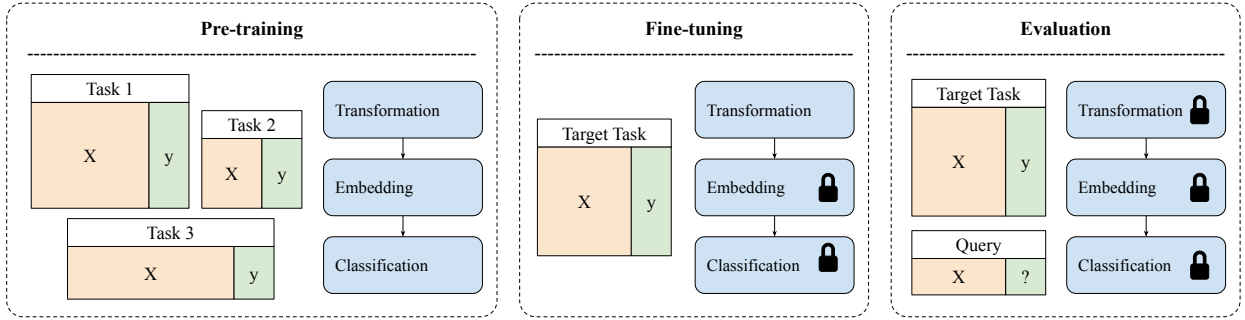 Pre-training
Task 1
X
y
Task 2
X
y
Task 3
X
y
Transformation
Embedding
Classification
Fine-tuning
Target Task
X
y
Transformation
Embedding
Classification
Evaluation
Target Task
X
y
Query
X
?
Transformation
Embedding
Classification